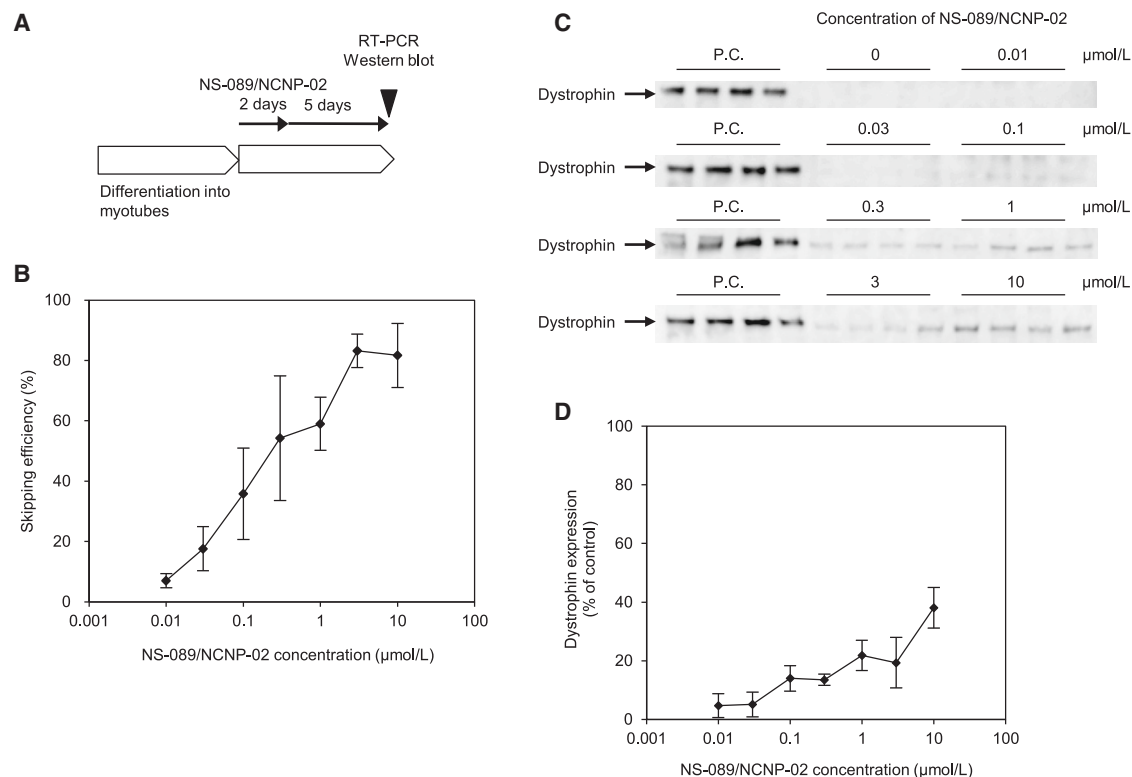 A
RT-PCR
Western blot
NS-089/NCNP-02
2 days
5 days
Differentiation into
myotubes
B
100
80
60
40
20
0
Skipping efficiency (%)
0.001
0.01
0.1
1
10
100
NS-089/NCNP-02 concentration (µmol/L)
C
Concentration of NS-089/NCNP-02
P.C.
0
0.01
µmol/L
Dystrophin
P.C.
0.03
0.1
µmol/L
Dystrophin
P.C.
0.3
1
µmol/L
Dystrophin
P.C.
3
10
µmol/L
Dystrophin
D
100
80
60
40
20
0
Dystrophin expression
(% of control)
0.001
0.01
0.1
1
10
100
NS-089/NCNP-02 concentration (µmol/L)